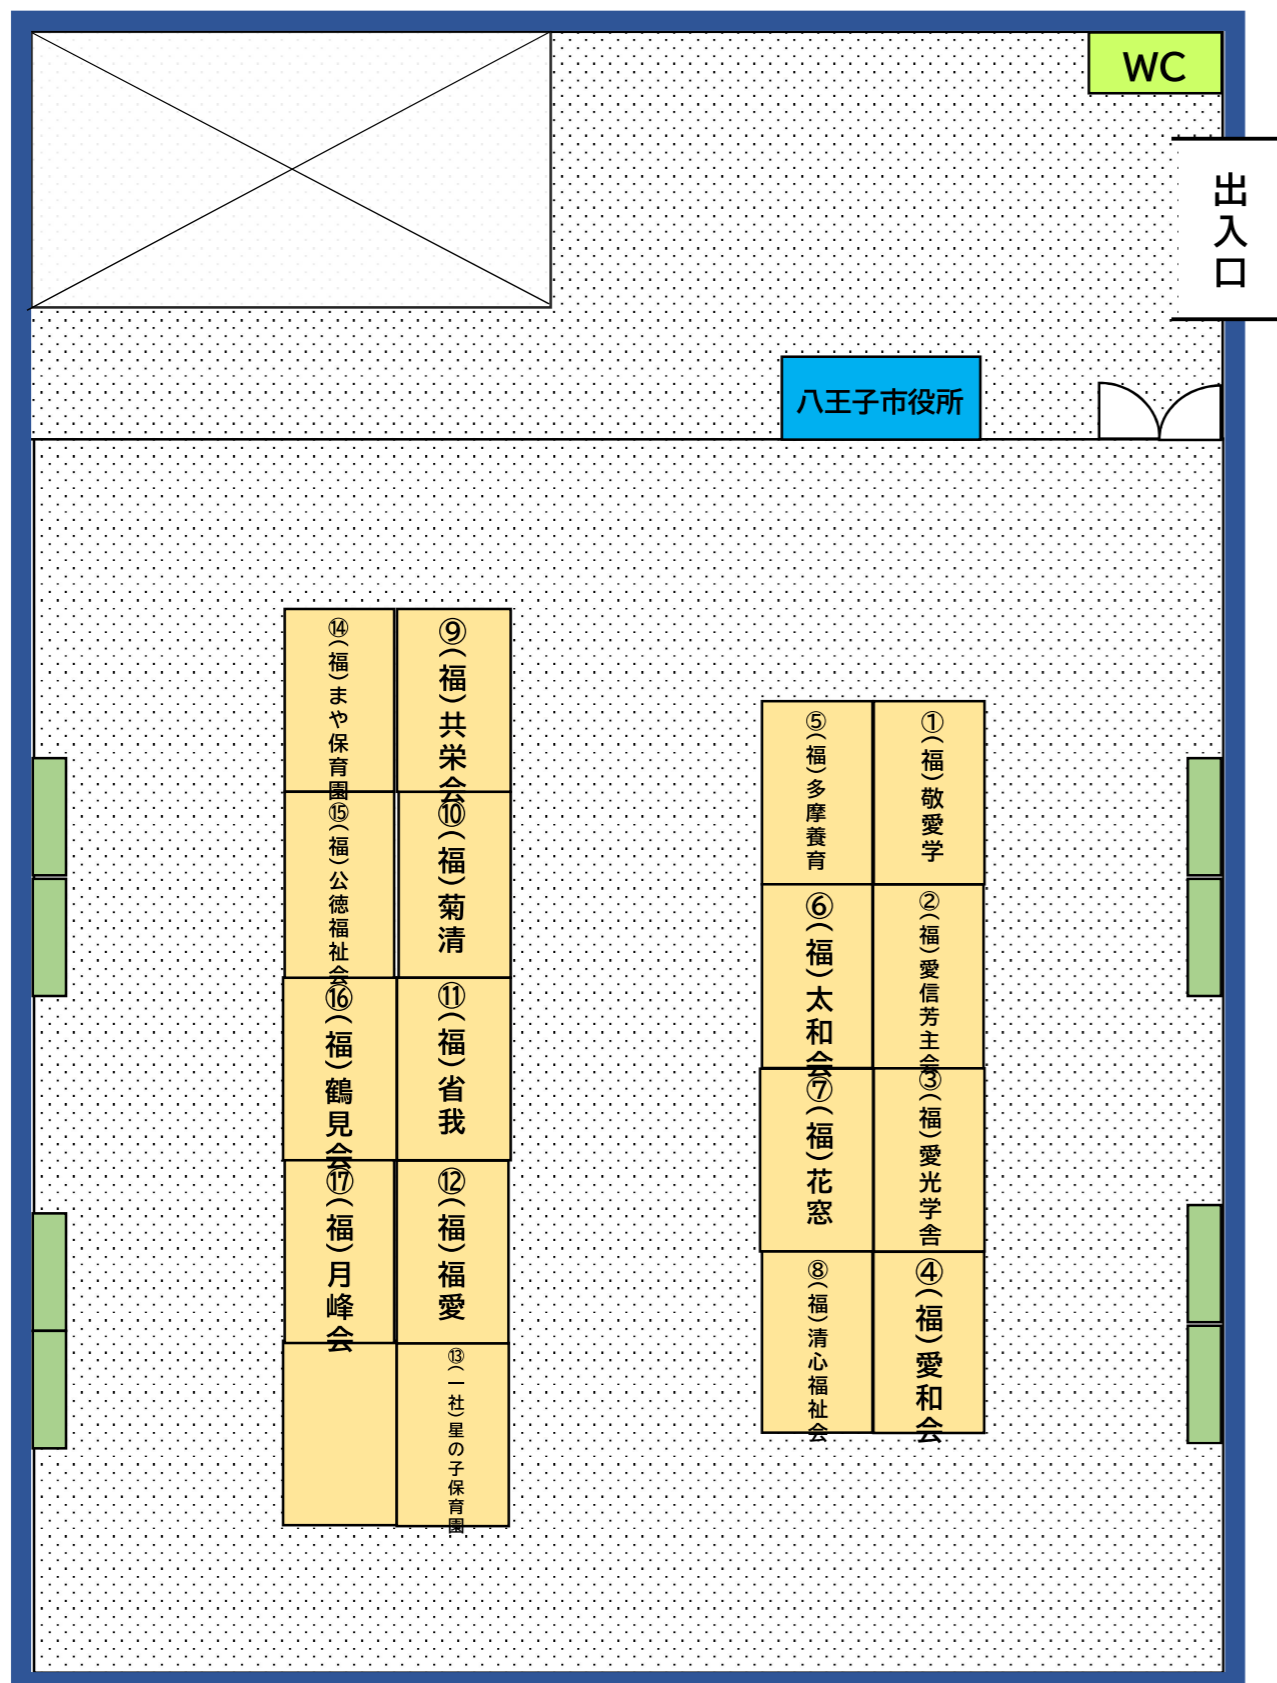 WC
出入口
八王子市役所
①(福)敬愛学
②(福)愛信芳主会
③(福)愛光学舎
④(福)愛和会
⑤(福)多摩養育
⑥(福)太和会
⑦(福)花窓
⑧(福)清心福祉会
⑨(福)共栄会
⑩(福)菊清
⑪(福)省我
⑫(福)福愛
⑬(一社)星の子保育園
⑭(福)まや保育園
⑮(福)公徳福祉会
⑯(福)鶴見会
⑰(福)月峰会